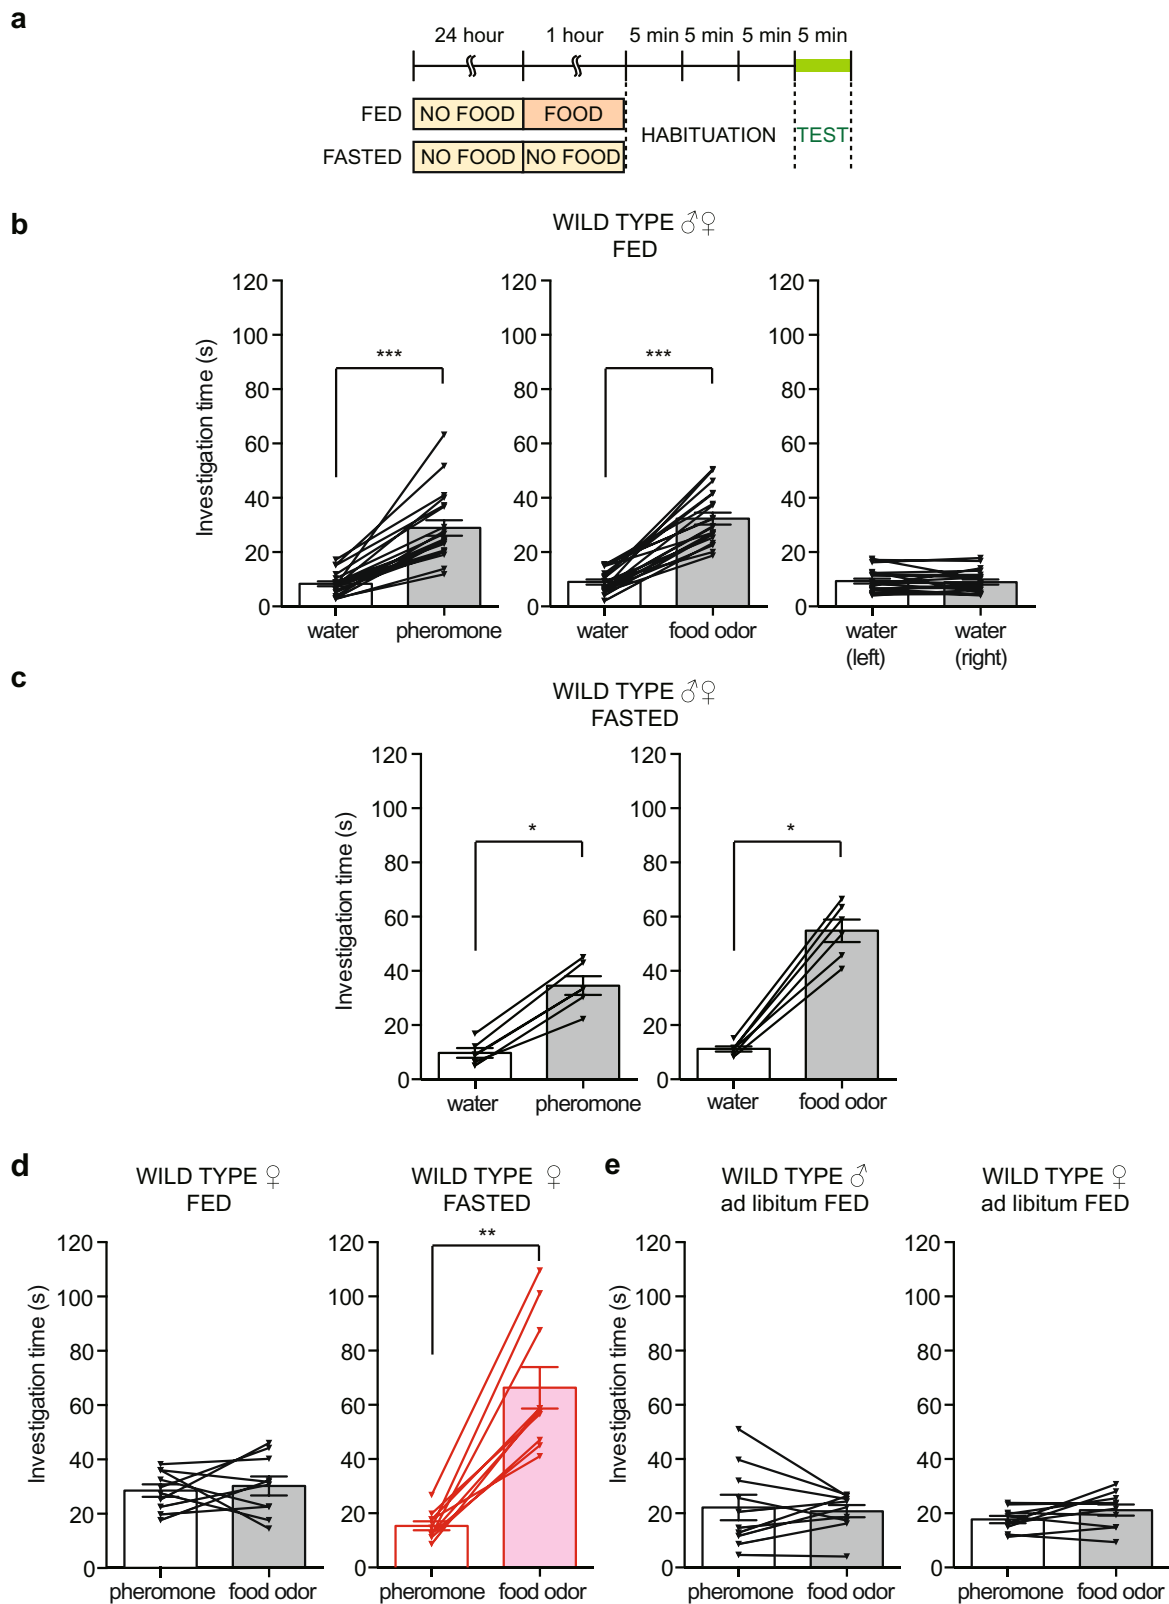 a
24 hour 1 hour 5 min 5 min 5 min 5 min
FED NO FOOD FOOD
HABITUATION TEST
FASTED NO FOOD NO FOOD
b
WILD TYPE ♂♀
FED
120 120 120
100 100 100
*** ***
80 80 80
Investigation time (s)
60 60 60
40 40 40
20 20 20
0 0 0
water pheromone water food odor water water
(left) (right)
c
WILD TYPE ♂♀
FASTED
120 120
100 100
* *
80 80
Investigation time (s)
60 60
40 40
20 20
0 0
water pheromone water food odor
d
WILD TYPE ♀ WILD TYPE ♀
FED FASTED
**
120 120
100 100
80 80
Investigation time (s)
60 60
40 40
20 20
0 0
pheromone food odor pheromone food odor
e
WILD TYPE ♂ WILD TYPE ♀
ad libitum FED ad libitum FED
120 120
100 100
80 80
Investigation time (s)
60 60
40 40
20 20
0 0
pheromone food odor pheromone food odor